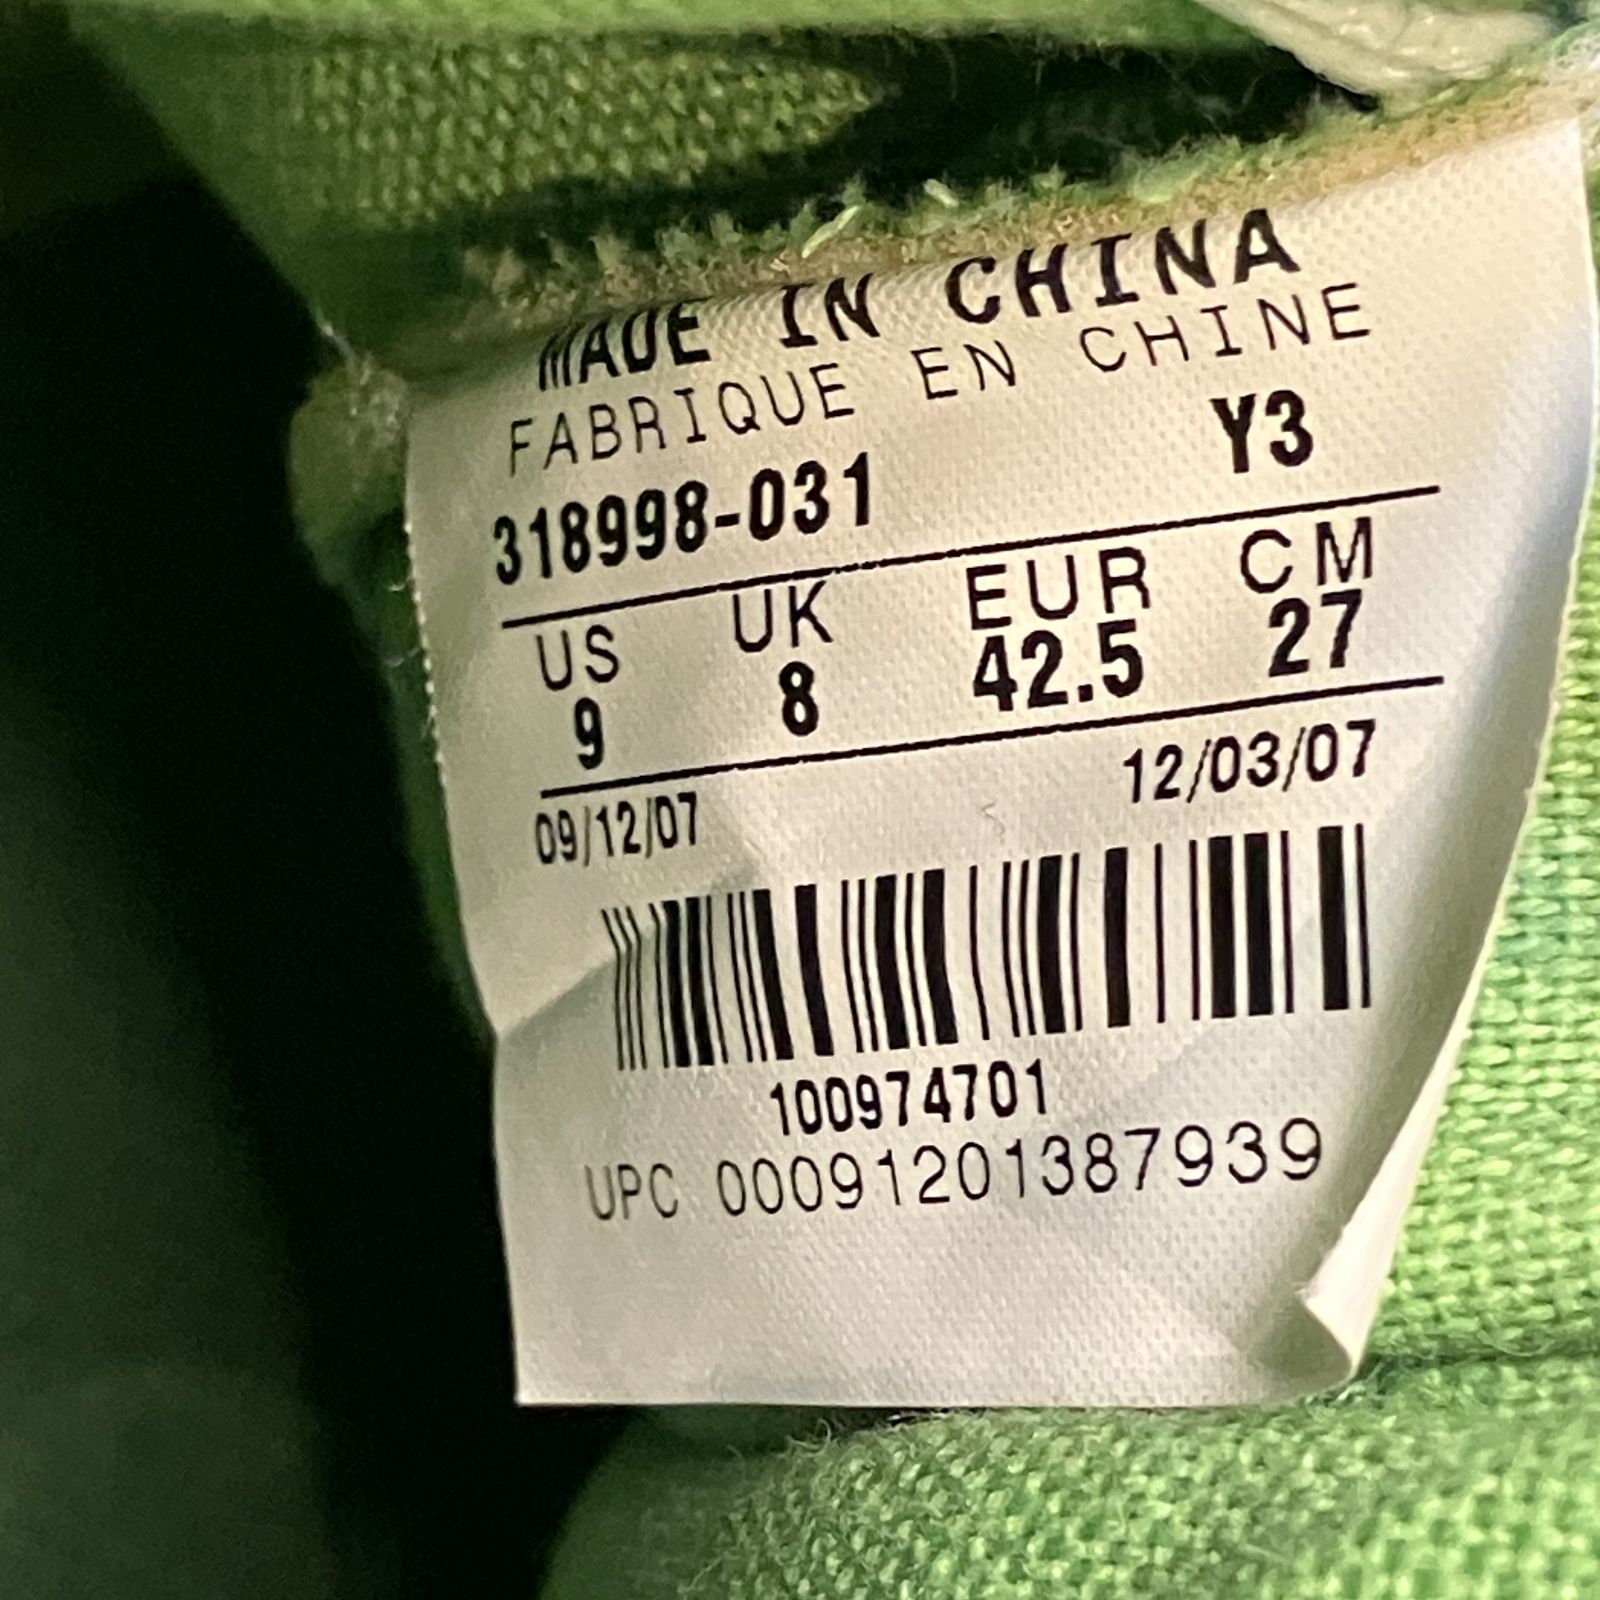 MADE IN CHINA
FABRIQUE EN CHINE
318998-031 Y3
US UK EUR CM
9 8 42.5 27
09/12/07 12/03/07
100974701
UPC 00091201387939